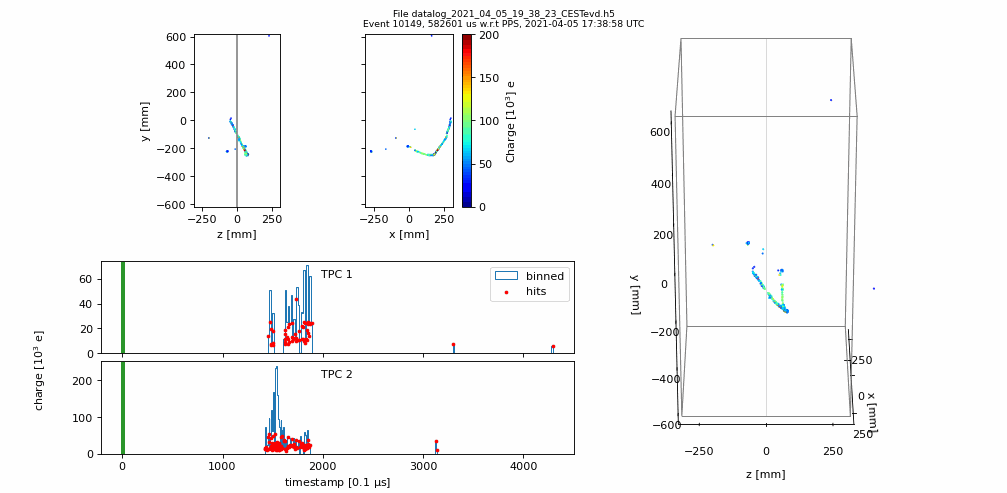 File datalog_2021_04_05_19_38_23_CESTevd.h5
Event 10149, 582601 us w.r.t PPS, 2021-04-05 17:38:58 UTC
600
400
200
0
−200
−400
−600
y [mm]
−250 0 250
z [mm]
−250 0 250
x [mm]
200
150
100
50
0
Charge [10³] e
TPC 1
binned
hits
60
40
20
0
TPC 2
200
100
0
charge [10³ e]
0 1000 2000 3000 4000
timestamp [0.1 μs]
600
400
200
0
−200
−400
−600
y [mm]
−250
0
250
x [mm]
−250 0 250
z [mm]